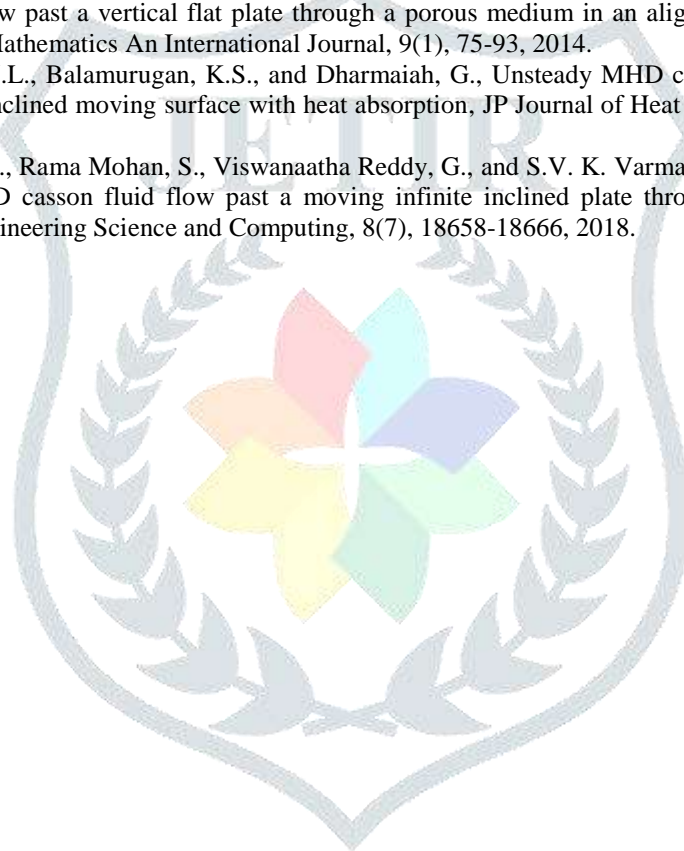 w past a vertical flat plate through a porous medium in an alig
Mathematics An International Journal, 9(1), 75-93, 2014.
.L., Balamurugan, K.S., and Dharmaiah, G., Unsteady MHD c
nclined moving surface with heat absorption, JP Journal of Heat
., Rama Mohan, S., Viswanaatha Reddy, G., and S.V. K. Varma
D casson fluid flow past a moving infinite inclined plate thro
ineering Science and Computing, 8(7), 18658-18666, 2018.
JETIR